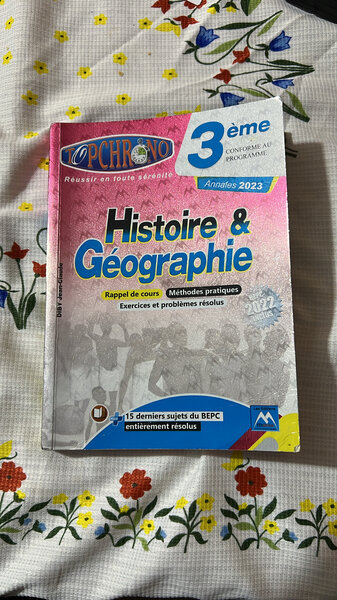 TOPCHRONO
Réussir en toute sérénité
3ème
CONFORME AU
PROGRAMME
Annales 2023
Histoire &
Géographie
Rappel de cours
Méthodes pratiques
Exercices et problèmes résolus
DEBY Jean-Claude
2022
15 derniers sujets du BEPC
entièrement résolus